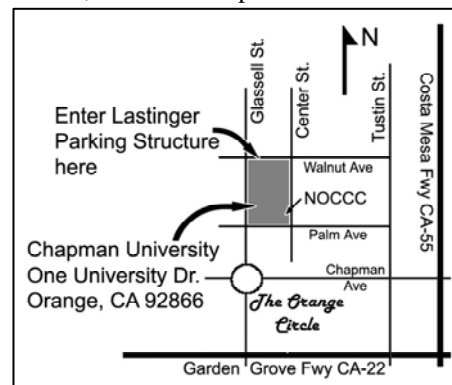 N
Glassell St.
Center St.
Tustin St.
Costa Mesa Fwy CA-55
Enter Lastinger
Parking Structure
here
Walnut Ave
NOCCC
Palm Ave
Chapman University
One University Dr.
Orange, CA 92866
Chapman
Ave
The Orange
Circle
Garden Grove Fwy CA-22